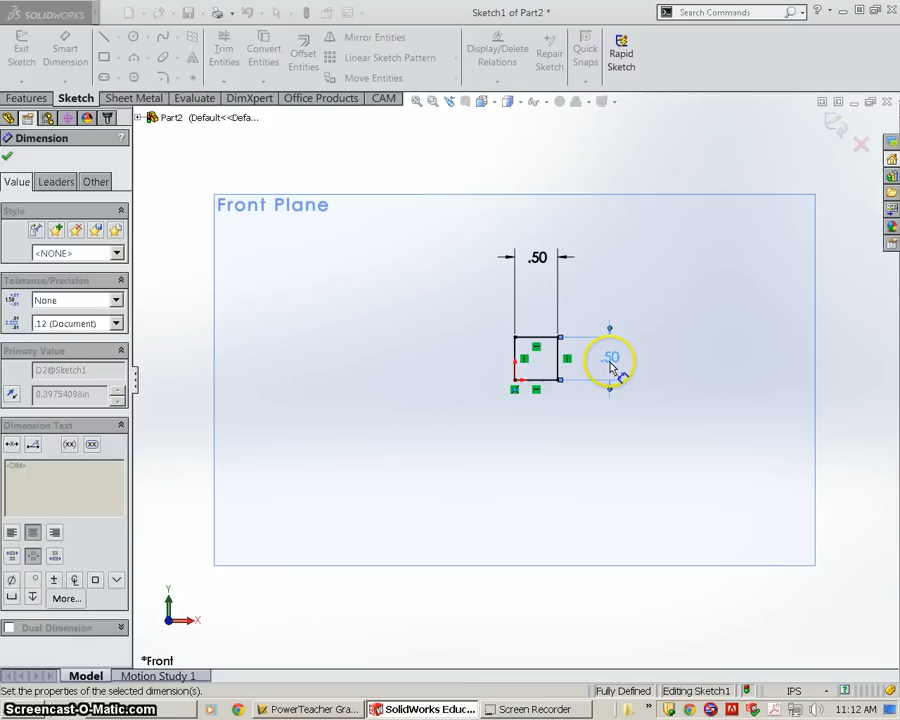 SOLIDWORKS
Sketch1 of Part2 *
Search Commands
?
Exit Sketch
Smart Dimension
Trim Entities
Convert Entities
Offset Entities
Mirror Entities
Linear Sketch Pattern
Move Entities
Display/Delete Relations
Repair Sketch
Quick Snaps
Rapid Sketch
Features
Sketch
Sheet Metal
Evaluate
DimXpert
Office Products
CAM
Part2 (Default<<Defa...
Dimension
?
Value
Leaders
Other
Style
<NONE>
Tolerance/Precision
None
.12 (Document)
Primary Value
D2@Sketch1
0.39754098in
Dimension Text
<DIM>
More...
Dual Dimension
Front Plane
.50
.50
Y
X
*Front
Model
Motion Study 1
Set the properties of the selected dimension(s).
Fully Defined
Editing Sketch1
IPS
Screencast-O-Matic.com
PowerTeacher Gra...
SolidWorks Educ...
Screen Recorder
11:12 AM